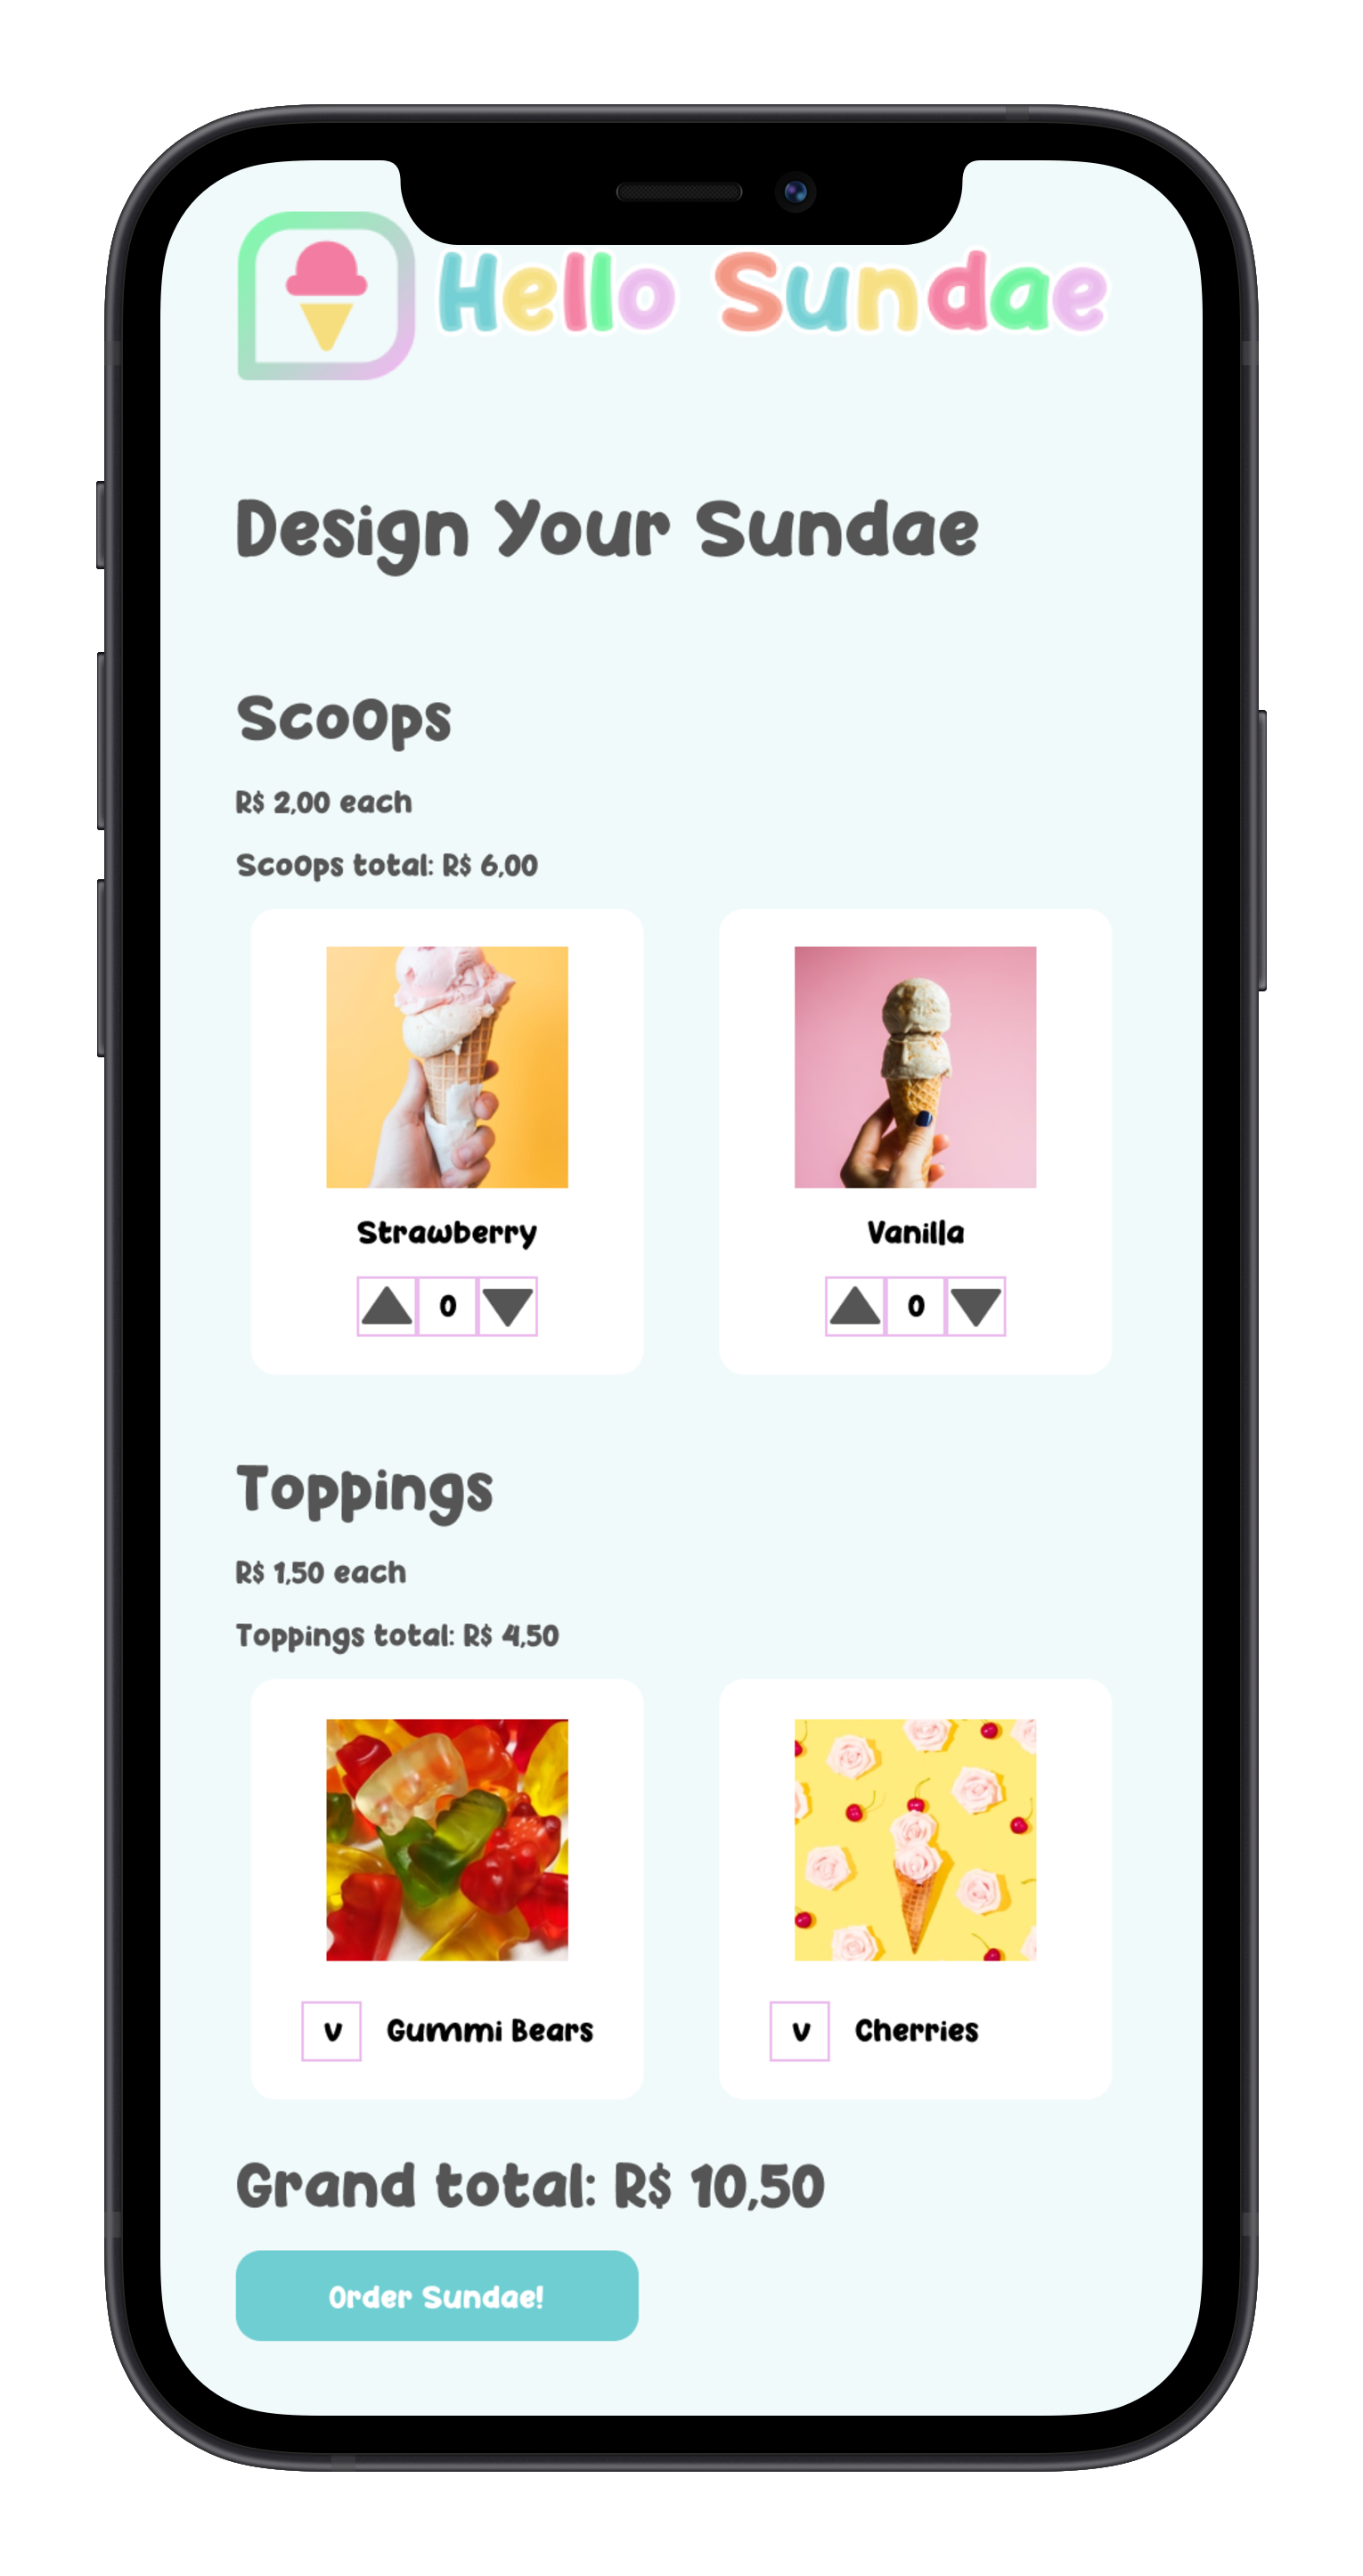 Hello Sundae
Design Your Sundae
ScoOps
R$ 2,00 each
ScoOps total: R$ 6,00
Strawberry
Vanilla
0
0
Toppings
R$ 1,50 each
Toppings total: R$ 4,50
v Gummi Bears
v Cherries
Grand total: R$ 10,50
Order Sundae!